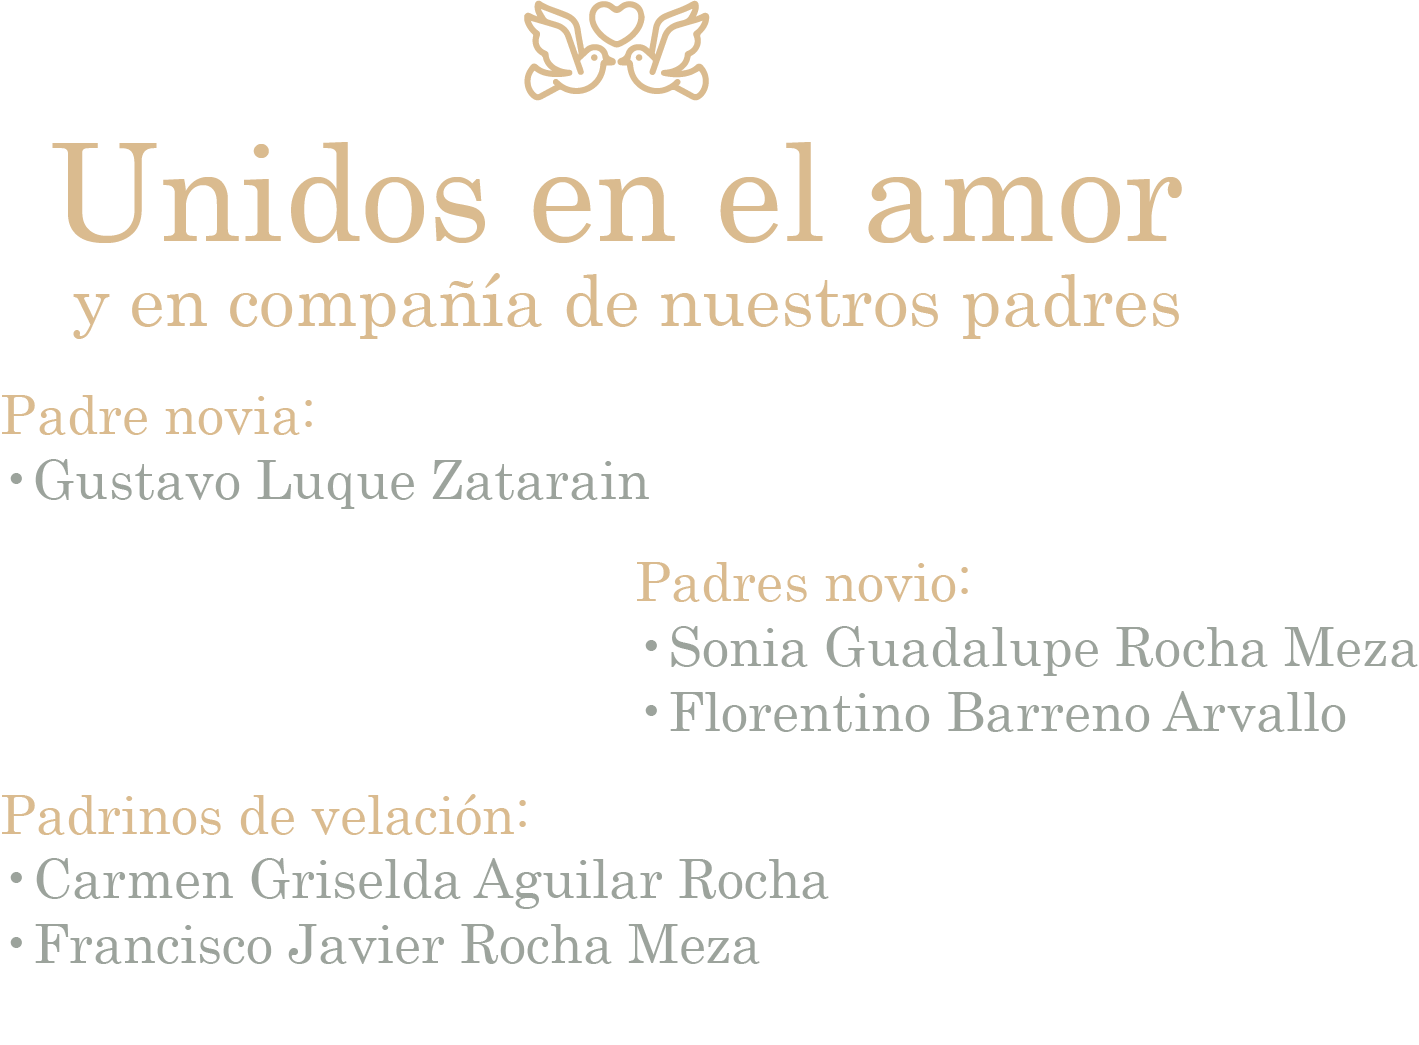 Unidos en el amor
y en compañía de nuestros padres
Padre novia:
• Gustavo Luque Zatarain
Padres novio:
• Sonia Guadalupe Rocha Meza
• Florentino Barreno Arvallo
Padrinos de velación:
• Carmen Griselda Aguilar Rocha
• Francisco Javier Rocha Meza